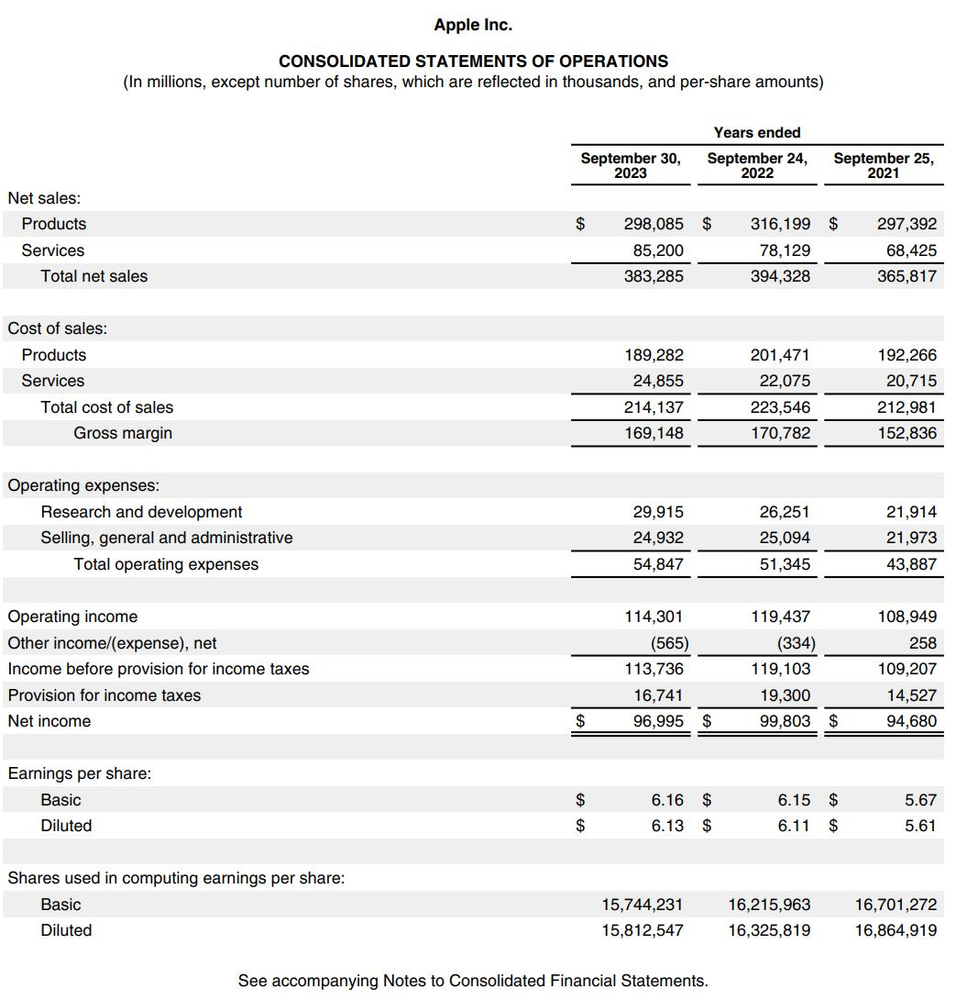 Apple Inc.
CONSOLIDATED STATEMENTS OF OPERATIONS
(In millions, except number of shares, which are reflected in thousands, and per-share amounts)
Years ended
September 30, 2023 September 24, 2022 September 25, 2021
Net sales:
Products $ 298,085 $ 316,199 $ 297,392
Services 85,200 78,129 68,425
Total net sales 383,285 394,328 365,817
Cost of sales:
Products 189,282 201,471 192,266
Services 24,855 22,075 20,715
Total cost of sales 214,137 223,546 212,981
Gross margin 169,148 170,782 152,836
Operating expenses:
Research and development 29,915 26,251 21,914
Selling, general and administrative 24,932 25,094 21,973
Total operating expenses 54,847 51,345 43,887
Operating income 114,301 119,437 108,949
Other income/(expense), net (565) (334) 258
Income before provision for income taxes 113,736 119,103 109,207
Provision for income taxes 16,741 19,300 14,527
Net income $ 96,995 $ 99,803 $ 94,680
Earnings per share:
Basic $ 6.16 $ 6.15 $ 5.67
Diluted $ 6.13 $ 6.11 $ 5.61
Shares used in computing earnings per share:
Basic 15,744,231 16,215,963 16,701,272
Diluted 15,812,547 16,325,819 16,864,919
See accompanying Notes to Consolidated Financial Statements.